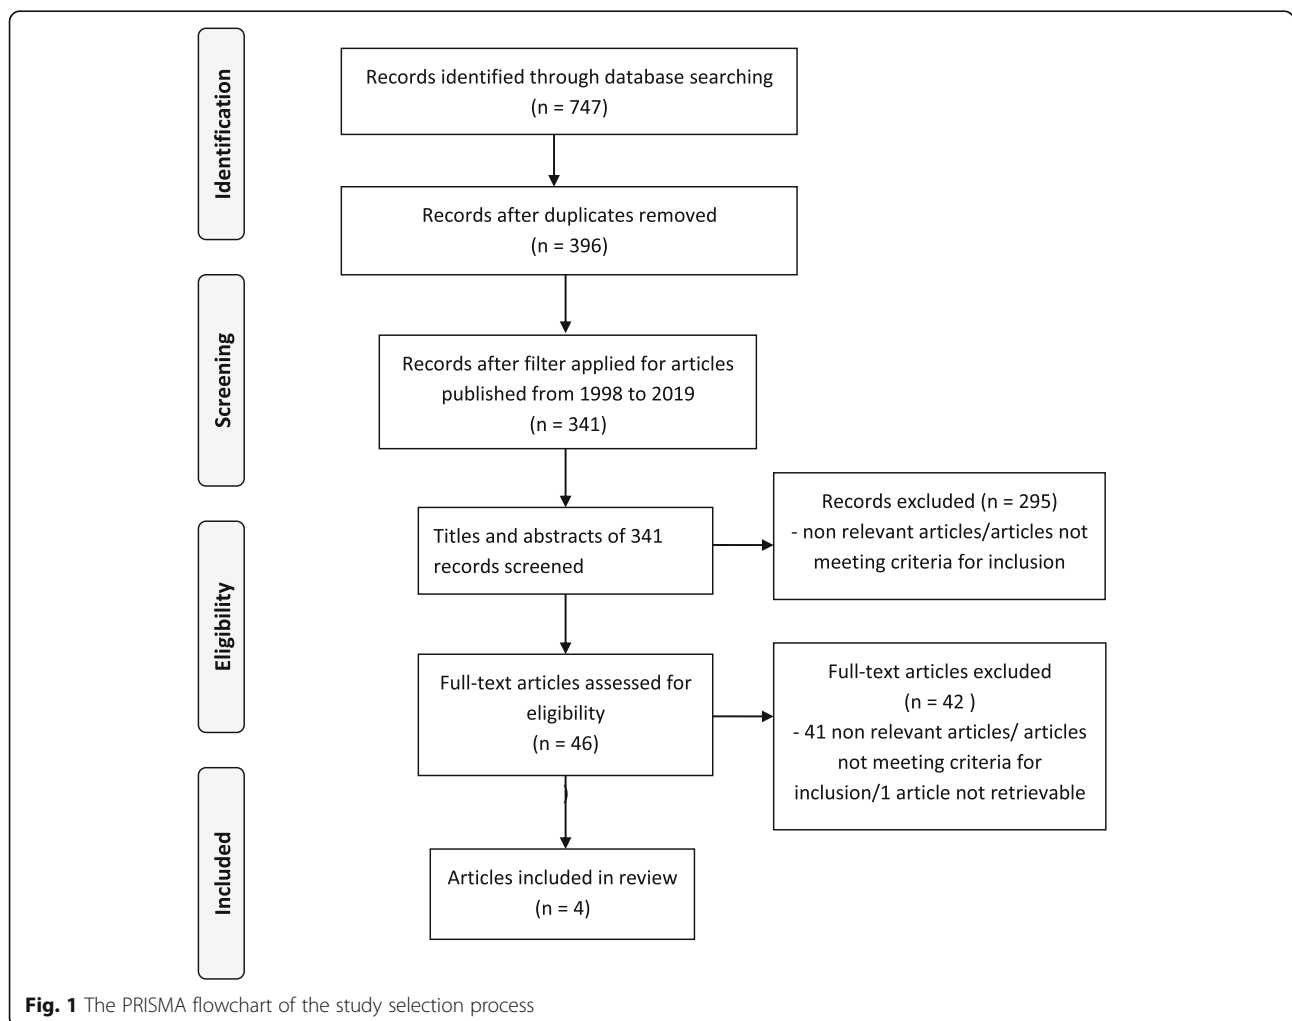 Identification
Records identified through database searching
(n = 747)
Records after duplicates removed
(n = 396)
Screening
Records after filter applied for articles
published from 1998 to 2019
(n = 341)
Eligibility
Titles and abstracts of 341
records screened
Records excluded (n = 295)
- non relevant articles/articles not
meeting criteria for inclusion
Full-text articles assessed for
eligibility
(n = 46)
)
Full-text articles excluded
(n = 42 )
- 41 non relevant articles/ articles
not meeting criteria for
inclusion/1 article not retrievable
Included
Articles included in review
(n = 4)
Fig. 1 The PRISMA flowchart of the study selection process